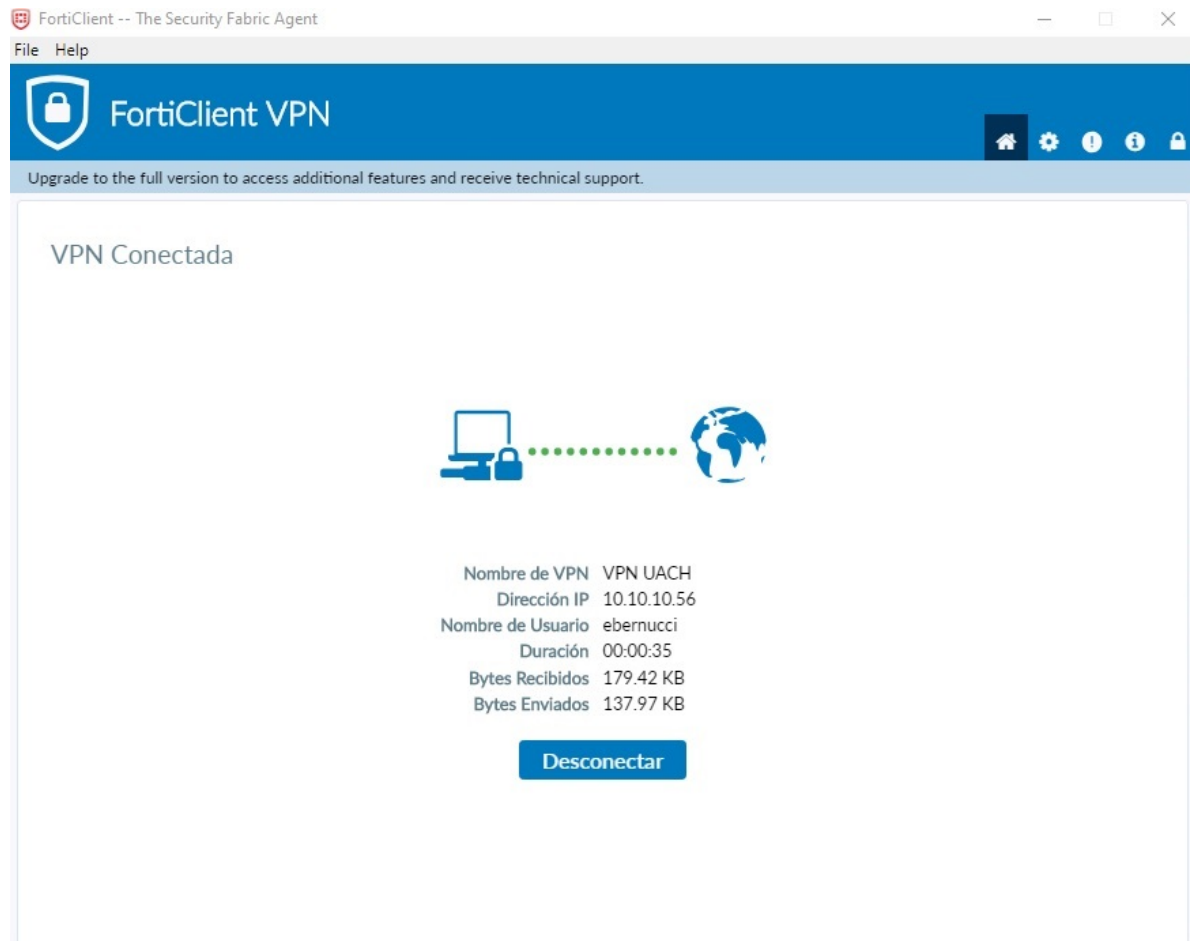 FortiClient -- The Security Fabric Agent
File Help
FortiClient VPN
Upgrade to the full version to access additional features and receive technical support.
VPN Conectada
Nombre de VPN VPN UACH
Dirección IP 10.10.10.56
Nombre de Usuario ebernucci
Duración 00:00:35
Bytes Recibidos 179.42 KB
Bytes Enviados 137.97 KB
Desconectar